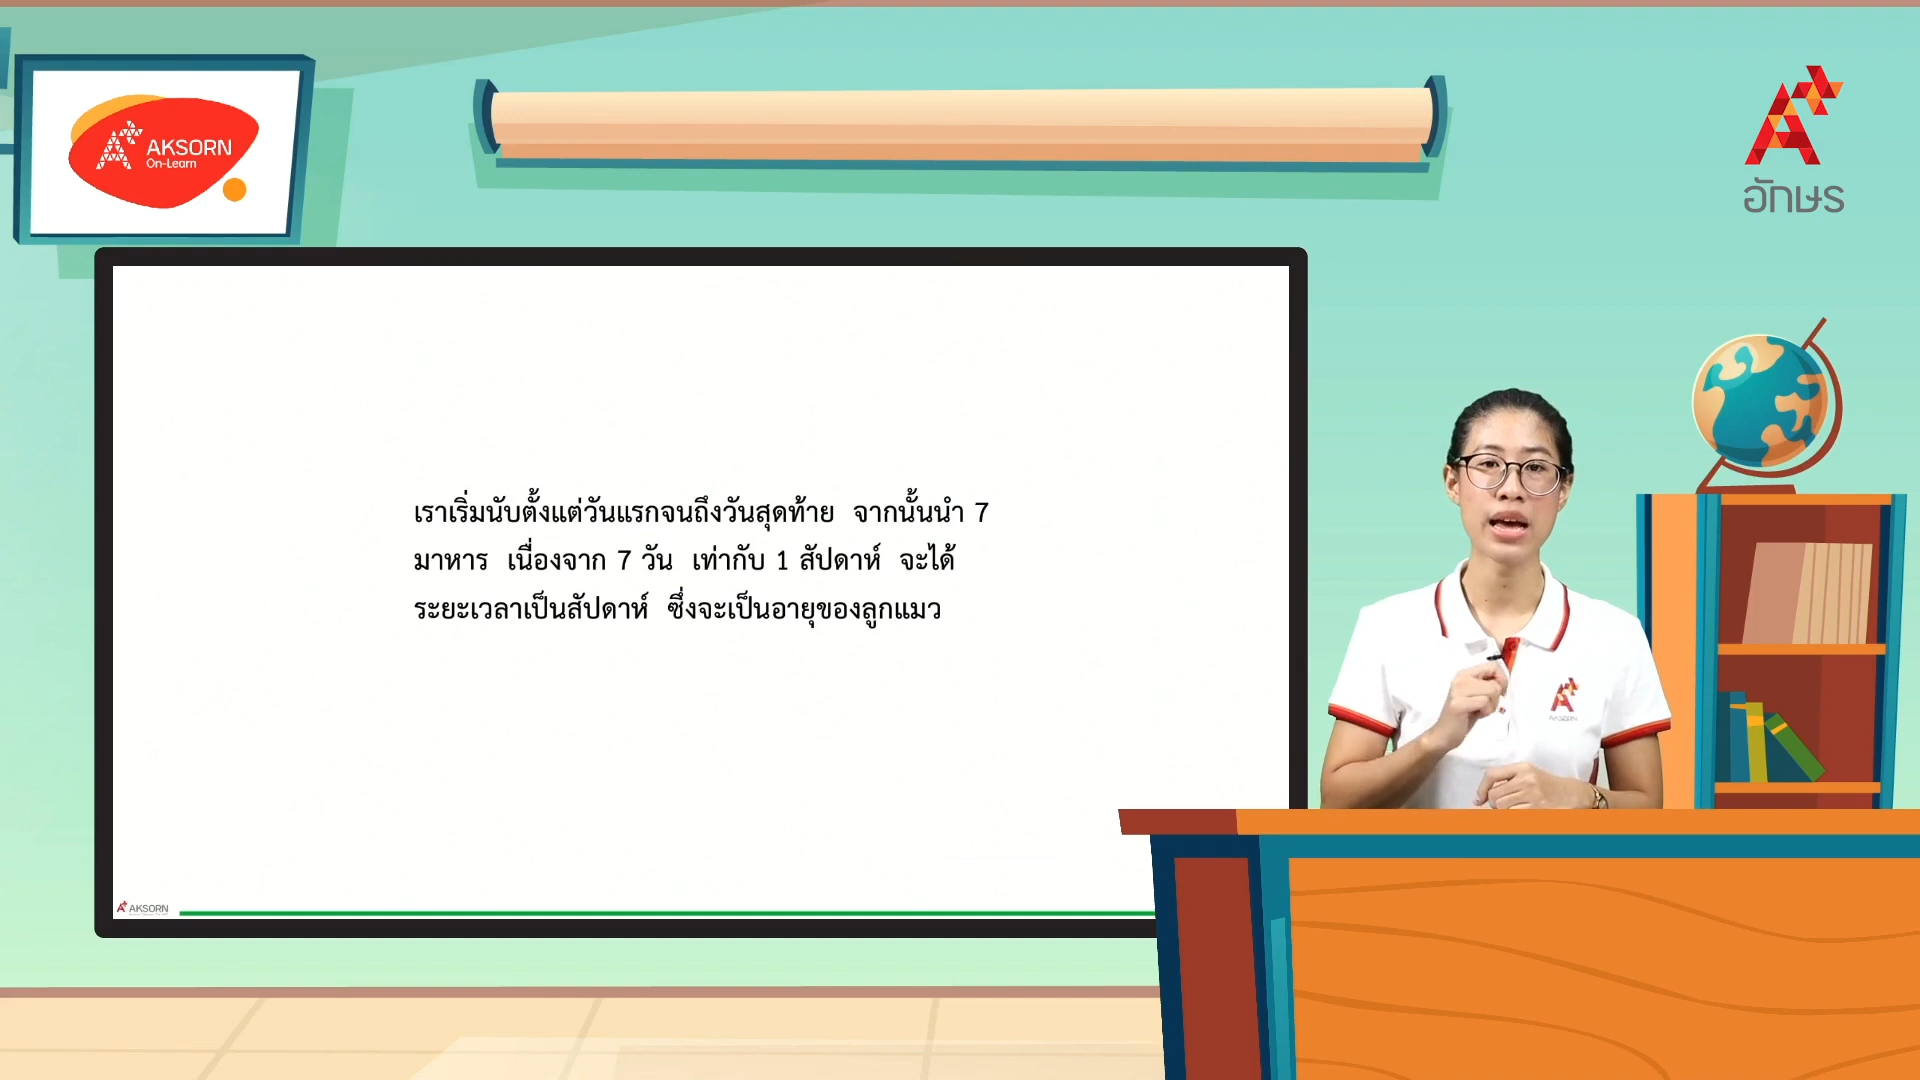 AKSORN
On-Learn
อักษร
เราเริ่มนับตั้งแต่วันแรกจนถึงวันสุดท้าย จากนั้นนำ 7
มาหาร เนื่องจาก 7 วัน เท่ากับ 1 สัปดาห์ จะได้
ระยะเวลาเป็นสัปดาห์ ซึ่งจะเป็นอายุของลูกแมว
AKSORN
AKSORN